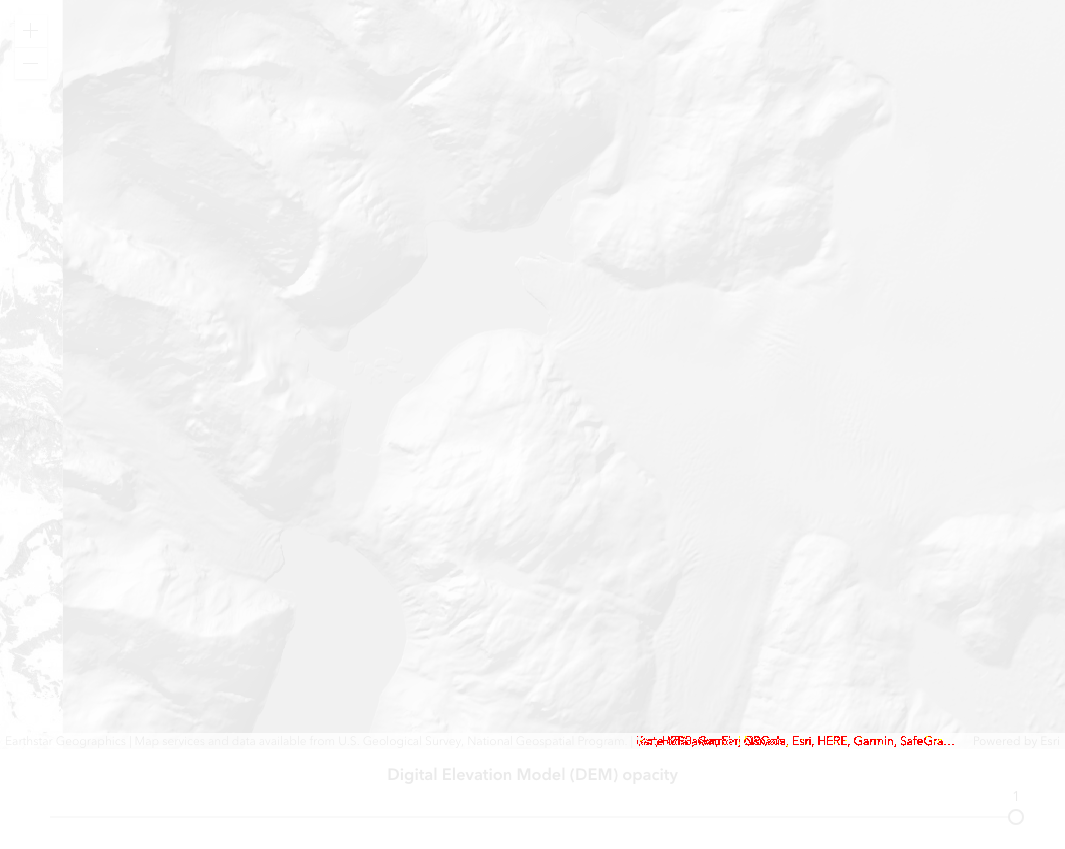 Earthstar Geographics | Map services and data available from U.S. Geological Survey, National Geospatial Program. | Esri, HERE, Garmin, SafeGra… Powered by Esri
Digital Elevation Model (DEM) opacity
1